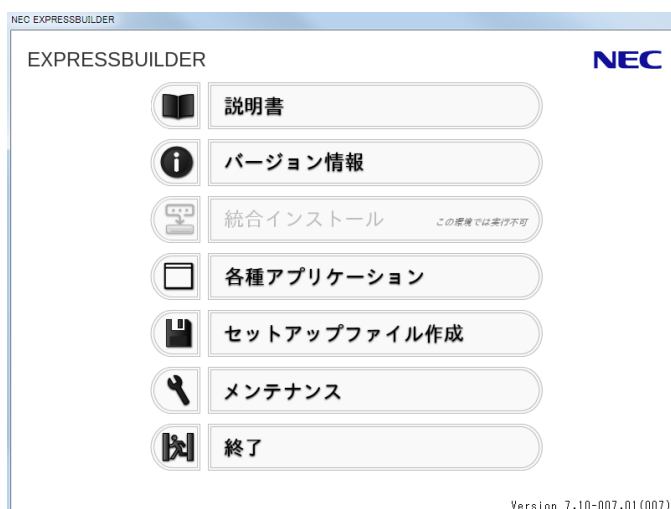 NEC EXPRESSBUILDER
EXPRESSBUILDER
NEC
説明書
バージョン情報
統合インストール この環境では実行不可
各種アプリケーション
セットアップファイル作成
メンテナンス
終了
Version 7.10-007.01(007)